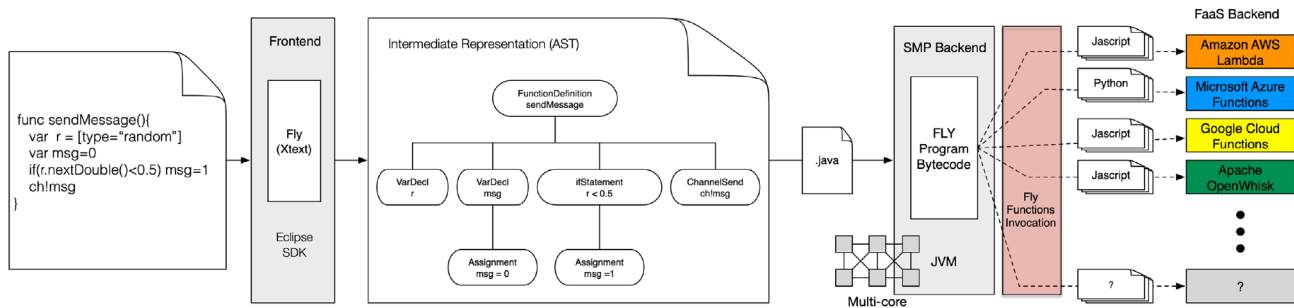 func sendMessage(){
var r = [type="random"]
var msg=0
if(r.nextDouble()<0.5) msg=1
ch!msg
}
Frontend
Fly
(Xtext)
Eclipse
SDK
Intermediate Representation (AST)
FunctionDefinition
sendMessage
VarDecl
r
VarDecl
msg
ifStatement
r < 0.5
ChannelSend
ch!msg
Assignment
msg = 0
Assignment
msg =1
.java
SMP Backend
FLY
Program
Bytecode
JVM
Multi-core
Fly
Functions
Invocation
FaaS Backend
Jascript
Amazon AWS
Lambda
Python
Microsoft Azure
Functions
Jascript
Google Cloud
Functions
Jascript
Apache
OpenWhisk
?
?